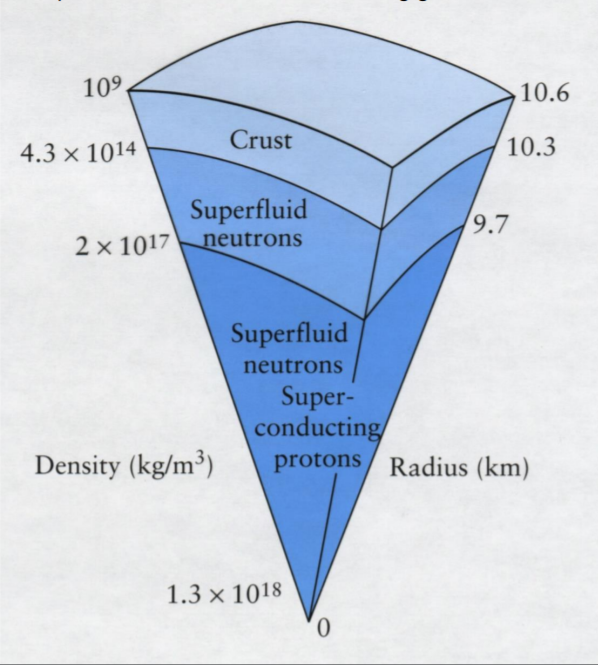 10⁹
10.6
Crust
4.3 × 10¹⁴
10.3
Superfluid
neutrons
9.7
2 × 10¹⁷
Superfluid
neutrons
Super-
conducting
protons
Density (kg/m³)
Radius (km)
1.3 × 10¹⁸
0